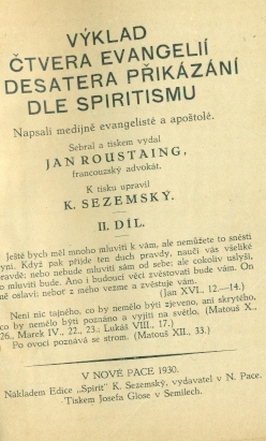 VÝKLAD
ČTVERA EVANGELIÍ
DESATERA PŘIKÁZÁNÍ
DLE SPIRITISMU
Napsali medijně evangelisté a apoštolé.
Sebral a tiskem vydal
JAN ROUSTAING,
francouzský advokát.
K tisku upravil
K. SEZEMSKÝ.
II. DÍL.
Ještě bych měl mnoho mluviti k vám, ale nemůžete to snésti
nyní. Když pak přijde ten duch pravdy, naučí vás všeliké
pravdě; nebo nebude mluviti sám od sebe; ale cokoliv uslyší,
to mluviti bude. Ano i budoucí věci zvěstovati bude vám. On
mě oslaví; neboť z mého vezme a zvěstuje vám.
(Jan XVI., 12.—14.)
Není nic tajného, co by nemělo býti zjeveno, ani skrytého,
co by nemělo býti poznáno a vyjíti na světlo. (Matouš X.,
26., Marek IV., 22., 23.; Lukáš VIII., 17.)
Po ovoci poznává se strom. (Matouš XII., 33.)
V NOVÉ PACE 1930.
Nákladem Edice „Spirit" K. Sezemský, vydavatel v N. Pace.
Tiskem Josefa Glose v Semilech.